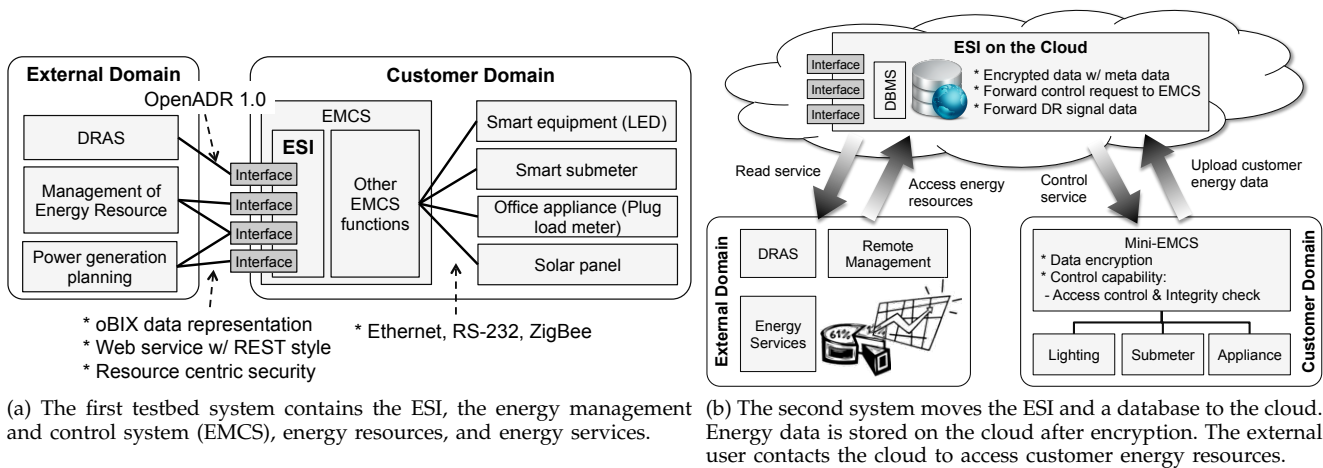 External Domain
Customer Domain
OpenADR 1.0
EMCS
DRAS
Management of
Energy Resource
Power generation
planning
ESI
Interface
Interface
Interface
Interface
Other
EMCS
functions
Smart equipment (LED)
Smart submeter
Office appliance (Plug
load meter)
Solar panel
* oBIX data representation
* Web service w/ REST style
* Resource centric security
* Ethernet, RS-232, ZigBee
(a) The first testbed system contains the ESI, the energy management
and control system (EMCS), energy resources, and energy services.
ESI on the Cloud
Interface
Interface
Interface
DBMS
* Encrypted data w/ meta data
* Forward control request to EMCS
* Forward DR signal data
Read service
Access energy
resources
Control
service
Upload customer
energy data
External Domain
DRAS
Remote
Management
Energy
Services
61%
Mini-EMCS
* Data encryption
* Control capability:
- Access control & Integrity check
Lighting
Submeter
Appliance
Customer Domain
(b) The second system moves the ESI and a database to the cloud.
Energy data is stored on the cloud after encryption. The external
user contacts the cloud to access customer energy resources.